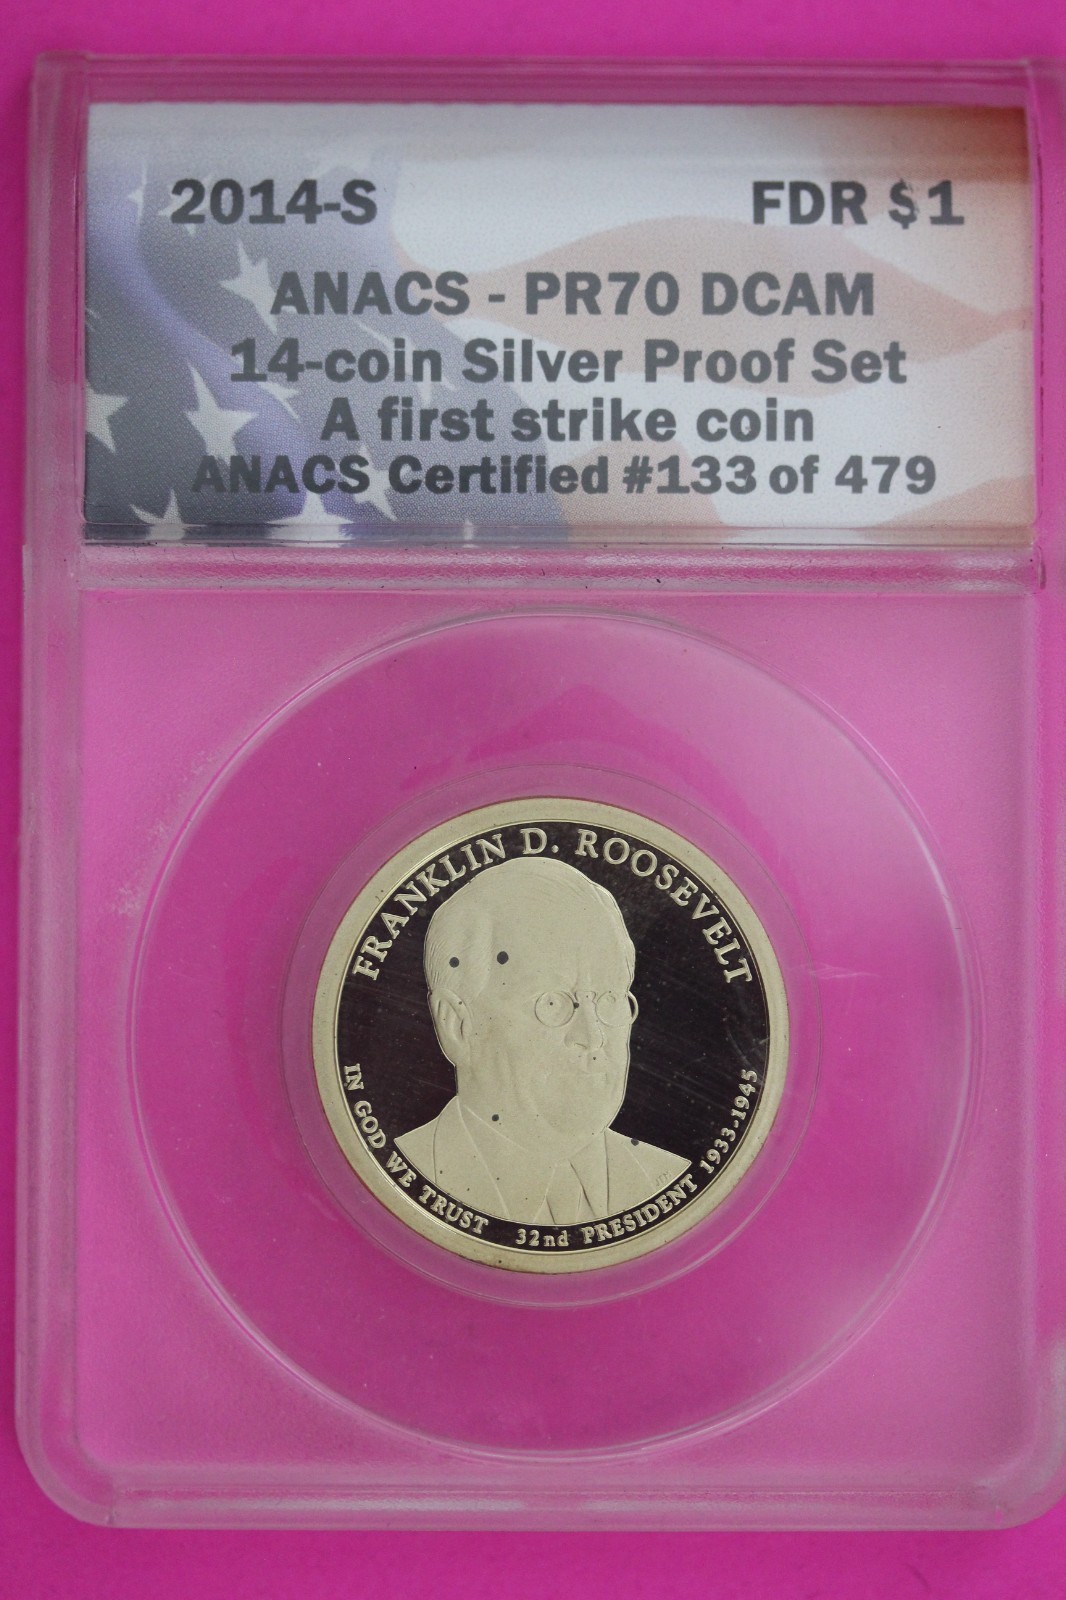 2014-S FDR $1
ANACS - PR70 DCAM
14-coin Silver Proof Set
A first strike coin
ANACS Certified #133 of 479
FRANKLIN D. ROOSEVELT
IN GOD WE TRUST 32nd PRESIDENT 1933-1945